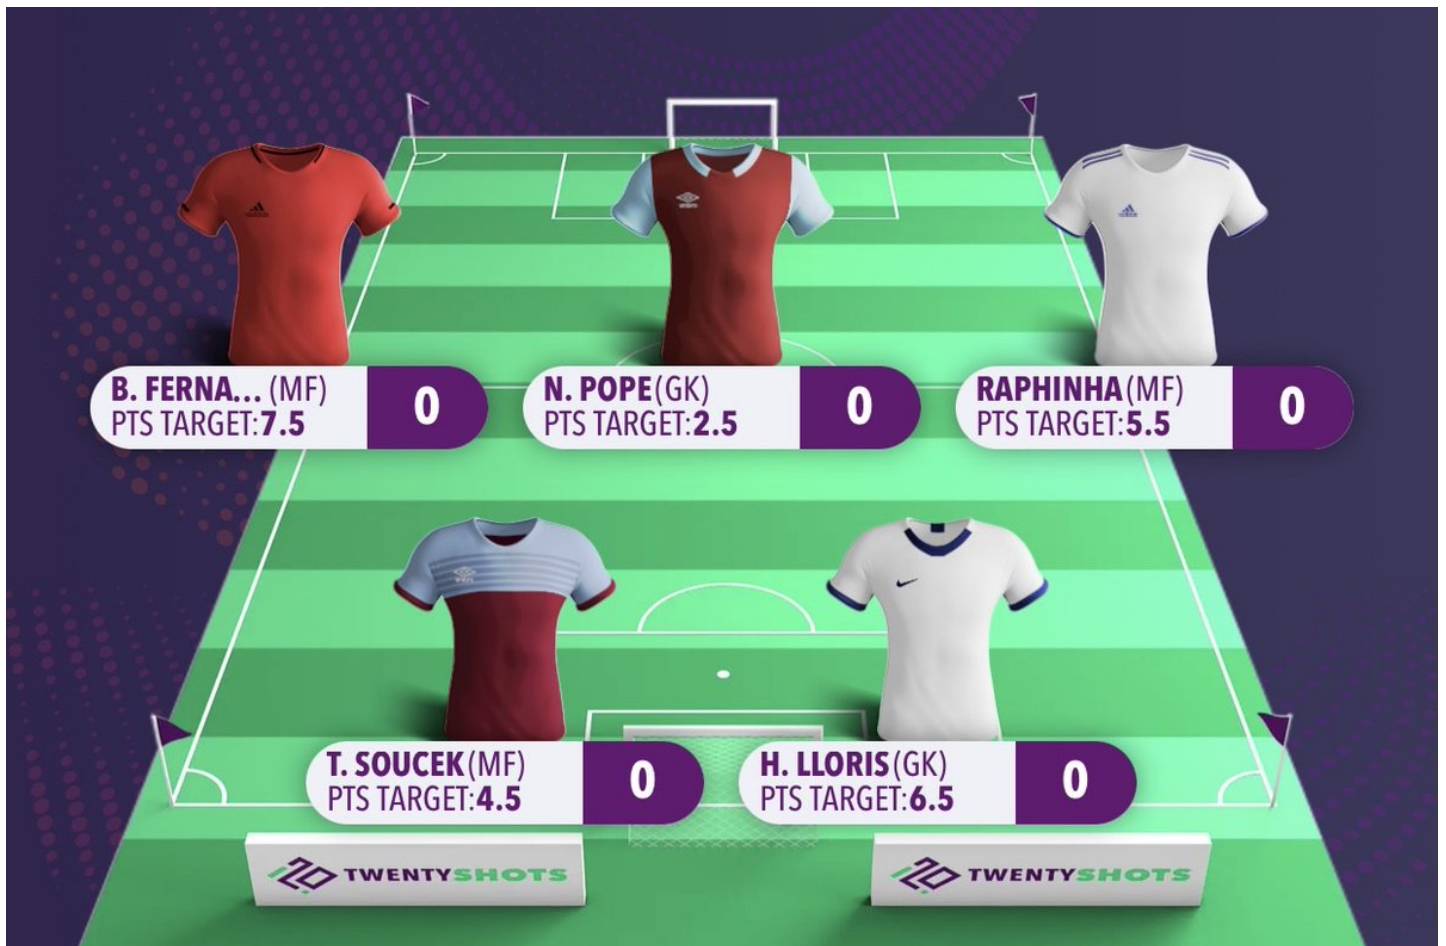 B. FERNA... (MF)
PTS TARGET:7.5
0
N. POPE(GK)
PTS TARGET:2.5
0
RAPHINHA(MF)
PTS TARGET:5.5
0
T. SOUCEK(MF)
PTS TARGET:4.5
0
H. LLORIS(GK)
PTS TARGET:6.5
0
TWENTYSHOTS
TWENTYSHOTS